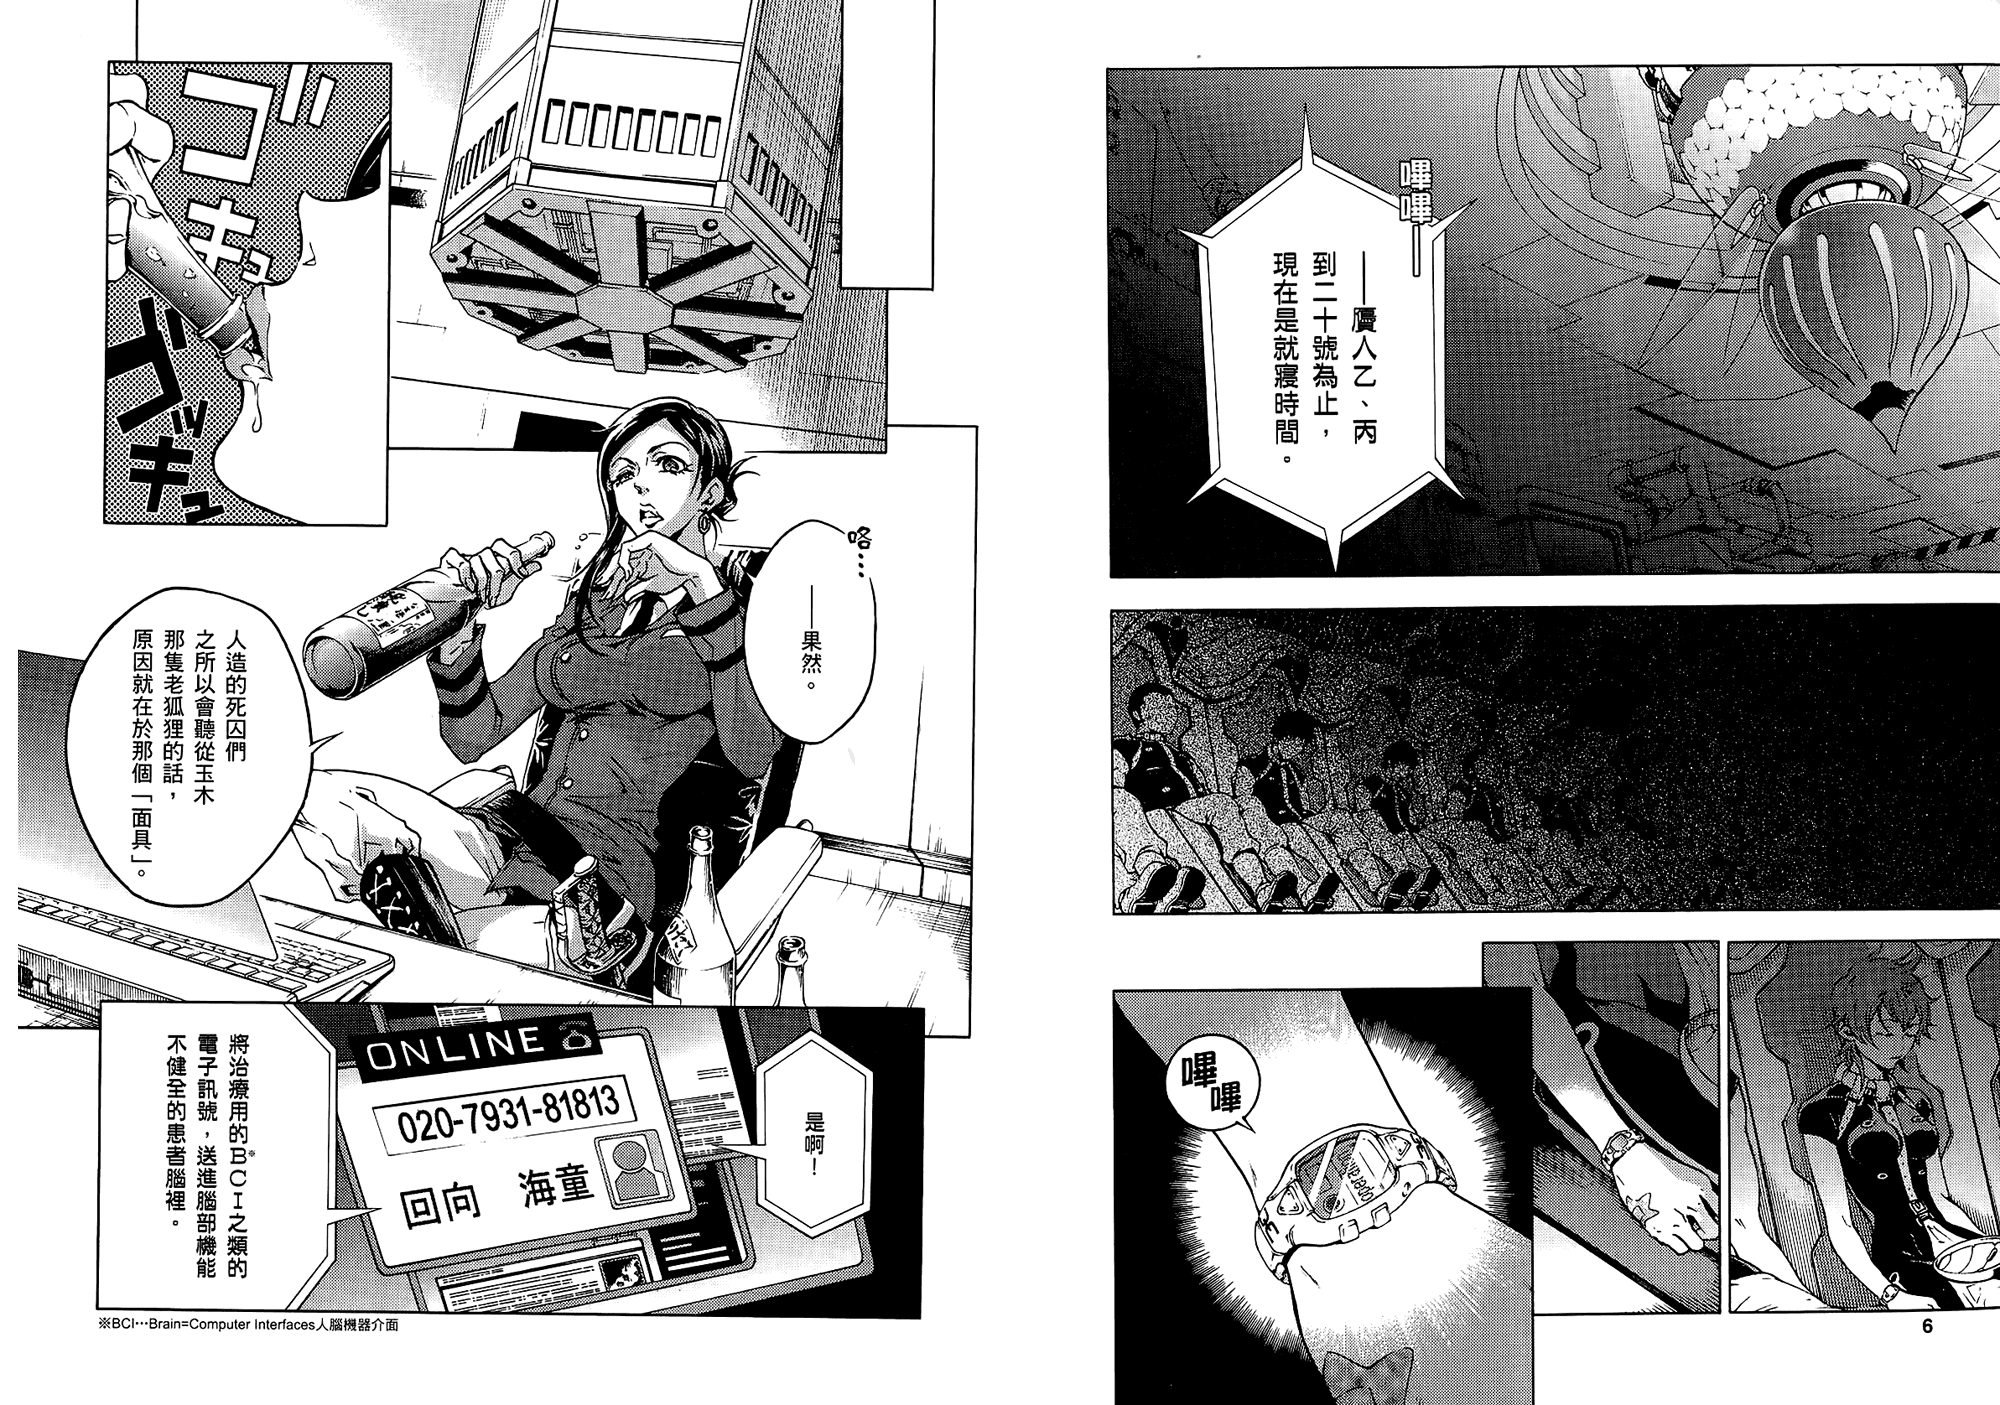 嗶嗶—
——贋人乙、丙
到二十號為止，
現在是就寢時間。
6
嗶
嗶
ゴ
キュ
ゴッ
キュ
咯…
——果然。
人造的死囚們
之所以會聽從玉木
那隻老狐狸的話，
原因就在於那個「面具」。
是啊！
ONLINE
020-7931-81813
回向 海童
將治療用的BCI※之類的
電子訊號，送進腦部機能
不健全的患者腦裡。
※BCI…Brain=Computer Interfaces人腦機器介面